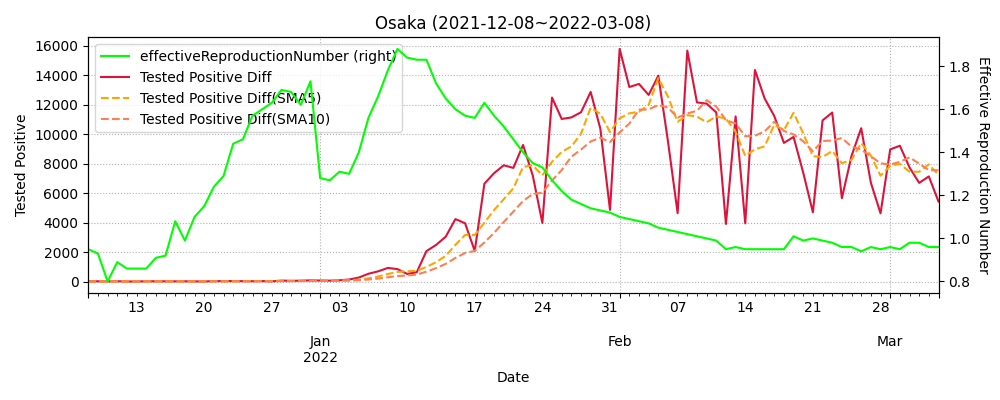 Osaka (2021-12-08~2022-03-08)
effectiveReproductionNumber (right)
Tested Positive Diff
Tested Positive Diff(SMA5)
Tested Positive Diff(SMA10)
Tested Positive
16000
14000
12000
10000
8000
6000
4000
2000
0
1.8
1.6
1.4
1.2
1.0
0.8
effective Reproduction Number
13 20 27 03 10 17 24 31 07 14 21 28
Jan Feb Mar
2022
Date